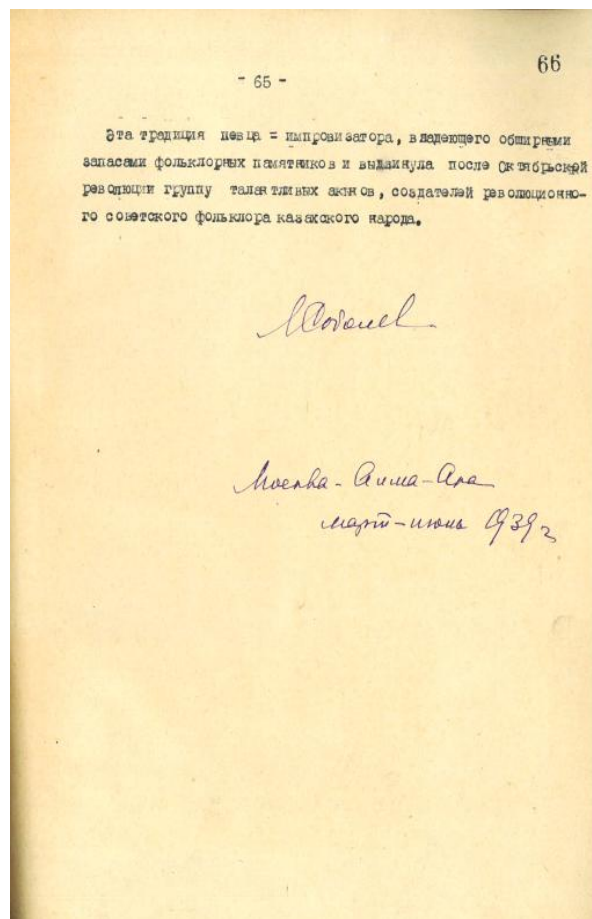 66
- 65 -
Эта традиция певца = импровизатора, владеющего обширными
запасами фольклорных памятников и выдвинула после Октябрьской
революции группу талантливых акынов, создателей революционно-
го советского фольклора казахского народа.
ЛСоболев
Москва - Алма-Ата
март-июнь 1939 г